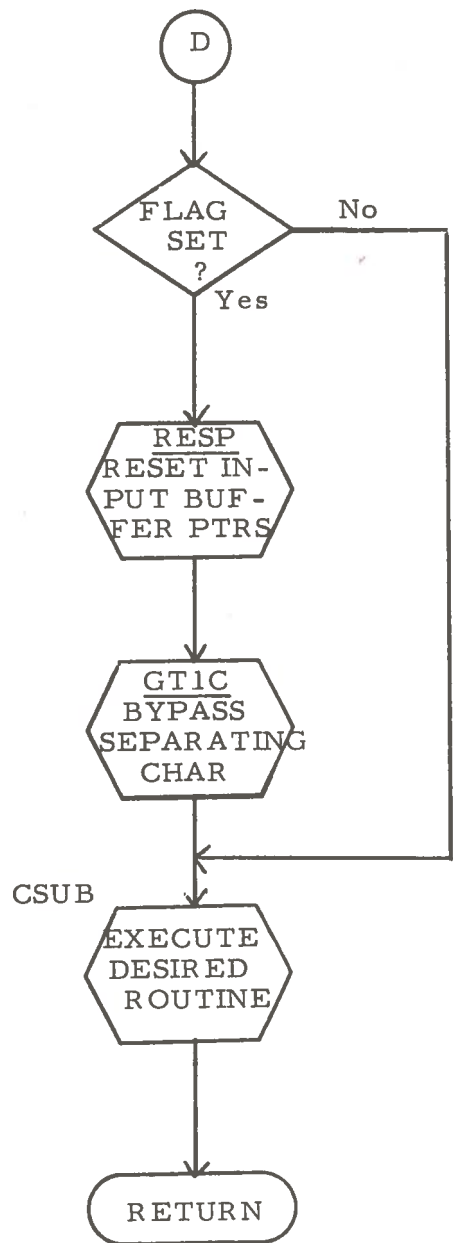 D
FLAG
SET
?
No
Yes
RESP
RESET IN-
PUT BUF-
FER PTRS
GT1C
BYPASS
SEPARATING
CHAR
CSUB
EXECUTE
DESIRED
ROUTINE
RETURN